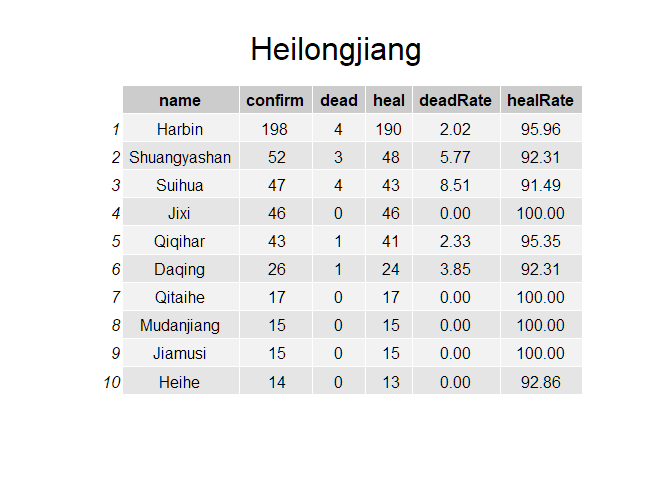 Heilongjiang
name confirm dead heal deadRate healRate
1 Harbin 198 4 190 2.02 95.96
2 Shuangyashan 52 3 48 5.77 92.31
3 Suihua 47 4 43 8.51 91.49
4 Jixi 46 0 46 0.00 100.00
5 Qiqihar 43 1 41 2.33 95.35
6 Daqing 26 1 24 3.85 92.31
7 Qitaihe 17 0 17 0.00 100.00
8 Mudanjiang 15 0 15 0.00 100.00
9 Jiamusi 15 0 15 0.00 100.00
10 Heihe 14 0 13 0.00 92.86